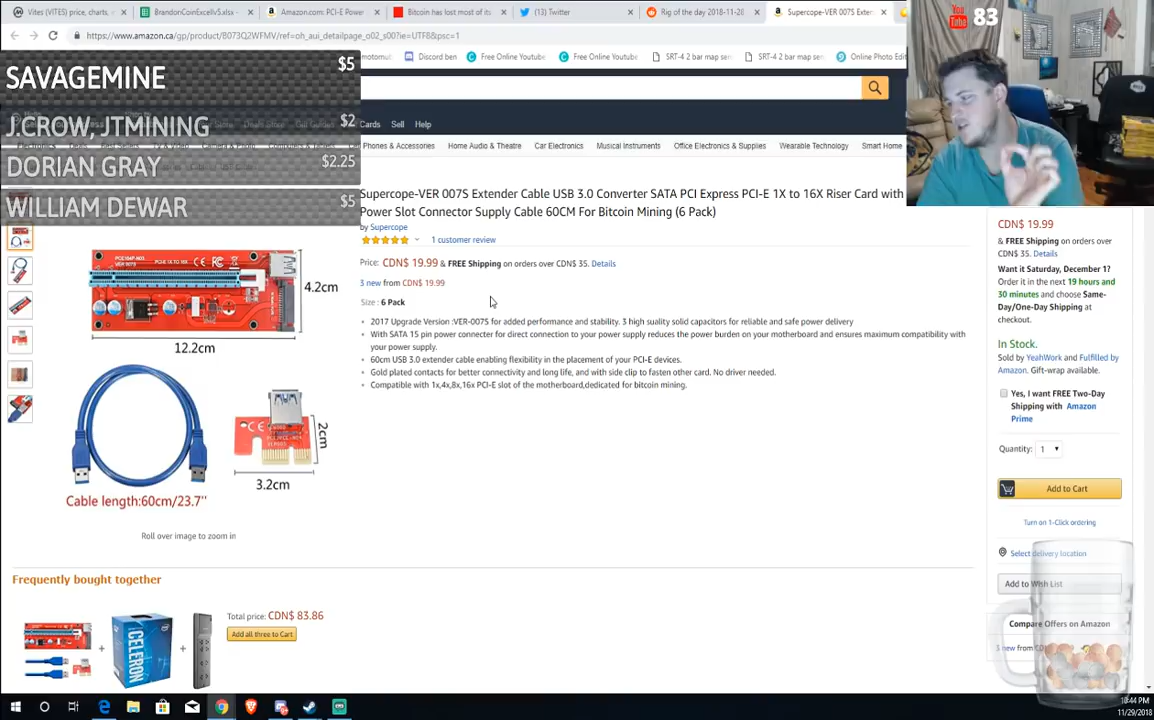 Vites (VITES) price, charts,
BrandonCoinExcellv5.xlsx
Amazon.com: PCI-E Power
Bitcoin has lost most of its
(13) Twitter
Rig of the day 2018-11-28
Supercope-VER 007S Exten
https://www.amazon.ca/gp/product/B073Q2WFMV/ref=oh_aui_detailpage_o02_s00?ie=UTF8&psc=1
Discord ben
Free Online Youtube
Free Online Youtube
SRT-4 2 bar map sen
SRT-4 2 bar map sen
Online Photo Edit
You Tube 83
SAVAGEMINE $5
J.CROW, JTMINING $2
DORIAN GRAY $2.25
WILLIAM DEWAR $5
Cards Sell Help
Phones & Accessories Home Audio & Theatre Car Electronics Musical Instruments Office Electronics & Supplies Wearable Technology Smart Home
Supercope-VER 007S Extender Cable USB 3.0 Converter SATA PCI Express PCI-E 1X to 16X Riser Card with
Power Slot Connector Supply Cable 60CM For Bitcoin Mining (6 Pack)
by Supercope
1 customer review
Price: CDN$ 19.99 & FREE Shipping on orders over CDN$ 35. Details
3 new from CDN$ 19.99
Size: 6 Pack
2017 Upgrade Version :VER-007S for added performance and stability. 3 high suality solid capacitors for reliable and safe power delivery
With SATA 15 pin power connecter for direct connection to your power supply reduces the power burden on your motherboard and ensures maximum compatibility with
your power supply.
60cm USB 3.0 extender cable enabling flexibility in the placement of your PCI-E devices.
Gold plated contacts for better connectivity and long life, and with side clip to fasten other card. No driver needed.
Compatible with 1x,4x,8x,16x PCI-E slot of the motherboard,dedicated for bitcoin mining.
4.2cm
12.2cm
2cm
3.2cm
Cable length:60cm/23.7''
Roll over image to zoom in
CDN$ 19.99
& FREE Shipping on orders over
CDN$ 35. Details
Want it Saturday, December 1?
Order it in the next 19 hours and
30 minutes and choose Same-
Day/One-Day Shipping at
checkout.
In Stock.
Sold by YeahWork and Fulfilled by
Amazon. Gift-wrap available.
Yes, I want FREE Two-Day
Shipping with Amazon
Prime
Quantity: 1
Add to Cart
Turn on 1-Click ordering
Select delivery location
Add to Wish List
Compare Offers on Amazon
3 new from
Frequently bought together
Total price: CDN$ 83.86
Add all three to Cart
CELERON
10:44 PM
11/29/2018